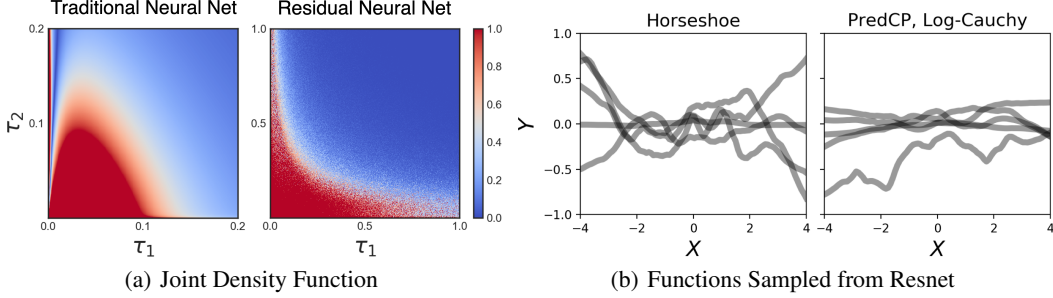 Traditional Neural Net
Residual Neural Net
0.2
0.1
τ2
0.0
0.1
0.2
τ1
1.0
0.5
0.0
0.5
1.0
τ1
1.0
0.8
0.6
0.4
0.2
0.0
(a) Joint Density Function
Horseshoe
PredCP, Log-Cauchy
1.0
0.5
0.0
−0.5
−1.0
Y
−4
−2
0
2
4
X
−4
−2
0
2
4
X
(b) Functions Sampled from Resnet